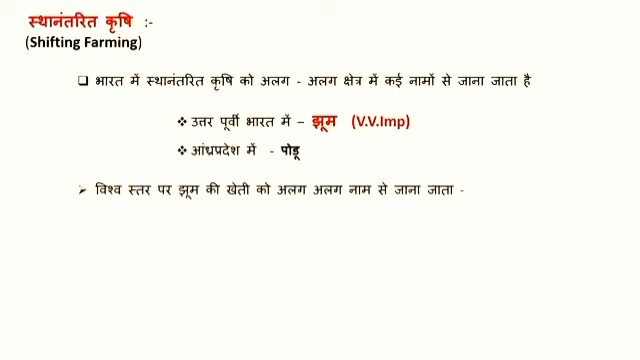 स्थानंतरित कृषि :-
(Shifting Farming)
❑ भारत में स्थानंतरित कृषि को अलग - अलग क्षेत्र में कई नामों से जाना जाता है
❖ उत्तर पूर्वी भारत में – झूम (V.V.Imp)
❖ आंध्रप्रदेश में - पोडू
➢ विश्व स्तर पर झूम की खेती को अलग अलग नाम से जाना जाता -